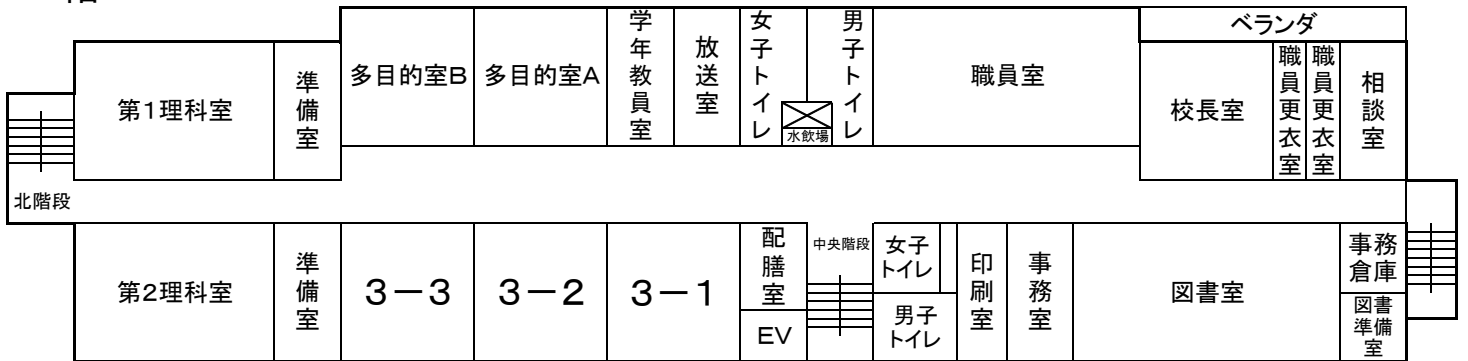 ベランダ
第1理科室
準備室
多目的室B
多目的室A
学年教員室
放送室
女子トイレ
水飲場
男子トイレ
職員室
校長室
職員更衣室
職員更衣室
相談室
北階段
第2理科室
準備室
3-3
3-2
3-1
配膳室
EV
中央階段
女子
トイレ
男子
トイレ
印刷室
事務室
図書室
事務
倉庫
図書
準備
室